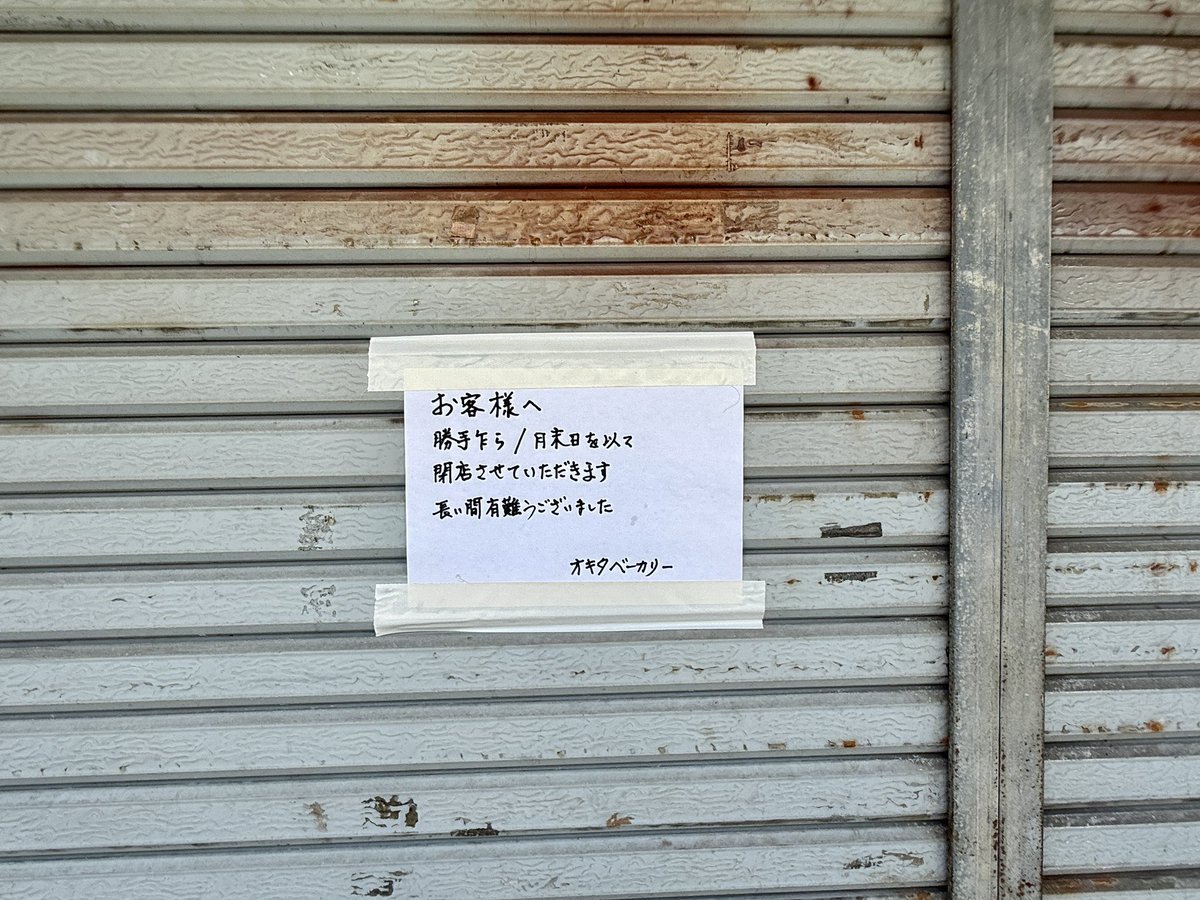 お客様へ
勝手乍ら1月末日を以て
閉店させていただきます
長い間有難うございました
オキタベーカリー